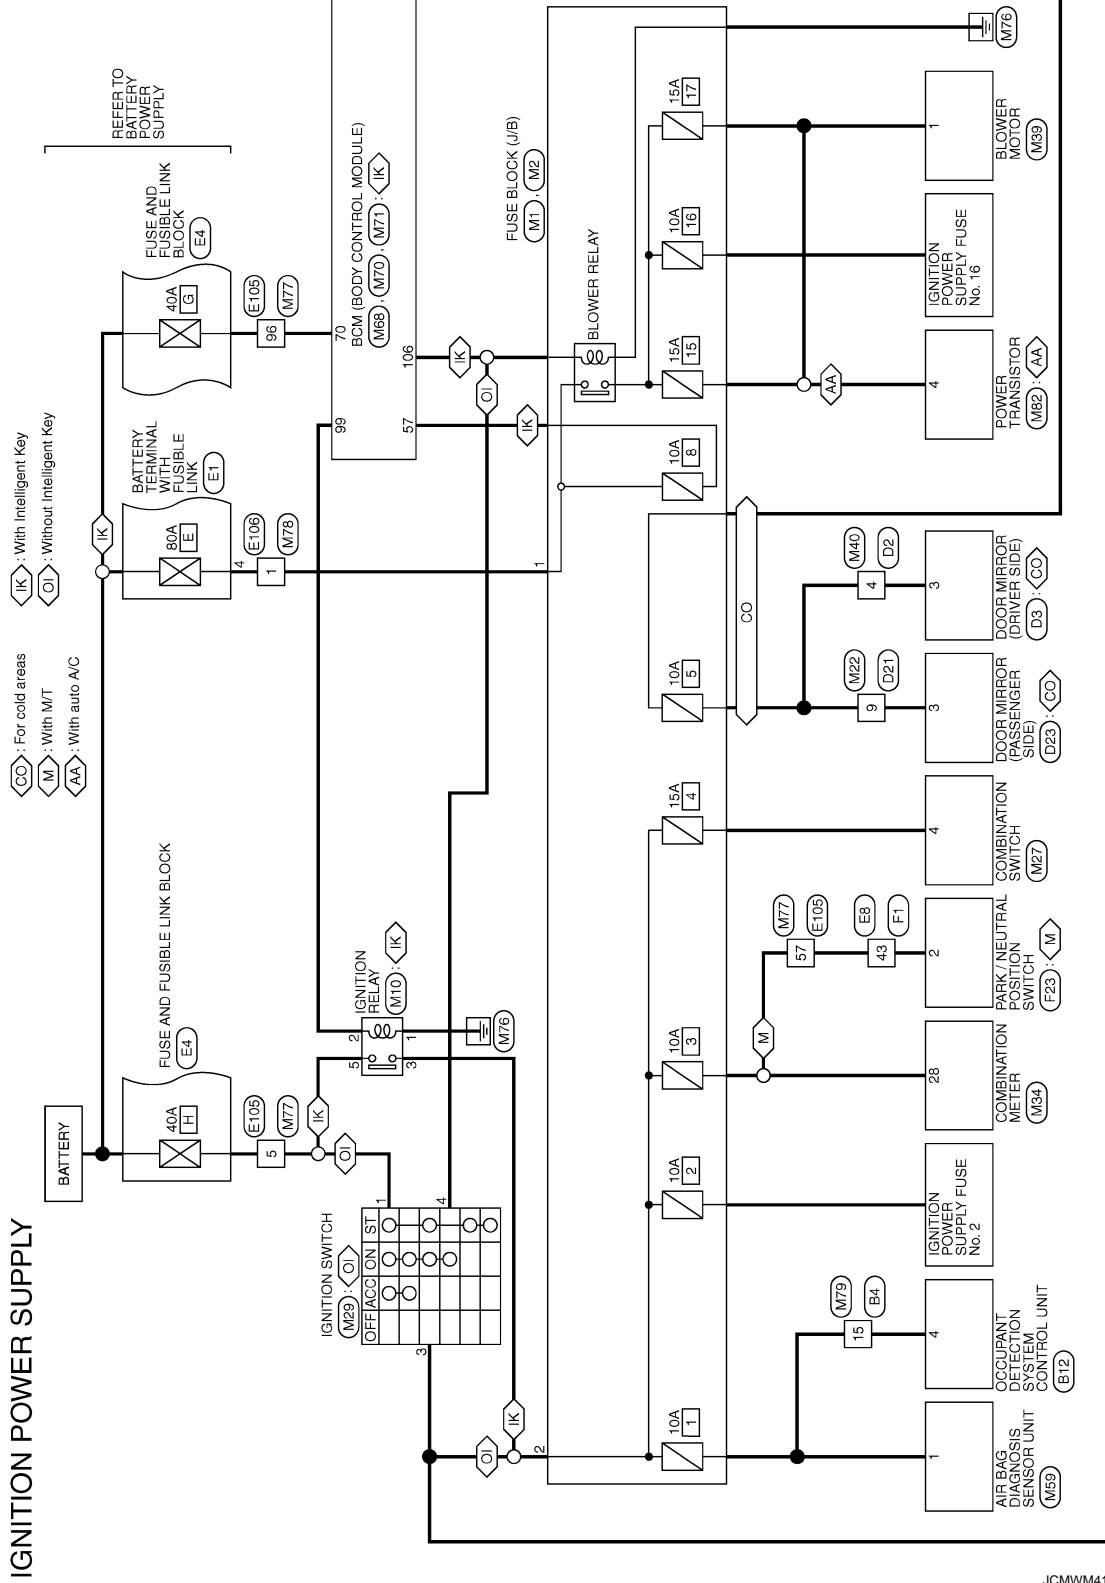 IGNITION POWER SUPPLY
CO : For cold areas
M : With M/T
AA : With auto A/C
IK : With Intelligent Key
OI : Without Intelligent Key
REFER TO
BATTERY
POWER
SUPPLY
BATTERY
FUSE AND FUSIBLE LINK BLOCK
E4
40A
H
BATTERY
TERMINAL
WITH
FUSIBLE
LINK
E1
80A
E
IK
FUSE AND
FUSIBLE LINK
BLOCK
E4
40A
G
E105
5
M77
4
E106
1
M78
E105
96
M77
IK
OI
IGNITION SWITCH
M29 : OI
OFF
ACC
ON
ST
1
4
3
IGNITION
RELAY
M10 : IK
2
5
1
3
M76
99
70
57
106
BCM (BODY CONTROL MODULE)
M68 , M70 , M71 : IK
IK
OI
IK
OI
IK
2
1
FUSE BLOCK (J/B)
M1 , M2
BLOWER RELAY
10A
1
10A
2
10A
3
15A
4
10A
5
10A
8
15A
15
10A
16
15A
17
CO
M
AA
M79
15
B4
M77
57
E105
E8
43
F1
M22
9
D21
M40
4
D2
M76
1
AIR BAG
DIAGNOSIS
SENSOR UNIT
M59
4
OCCUPANT
DETECTION
SYSTEM
CONTROL UNIT
B12
IGNITION
POWER
SUPPLY FUSE
No. 2
28
COMBINATION
METER
M34
2
PARK / NEUTRAL
POSITION
SWITCH
F23 : M
4
COMBINATION
SWITCH
M27
3
DOOR MIRROR
(PASSENGER
SIDE)
D23 : CO
3
DOOR MIRROR
(DRIVER SIDE)
D3 : CO
4
POWER
TRANSISTOR
M82 : AA
IGNITION
POWER
SUPPLY FUSE
No. 16
1
BLOWER
MOTOR
M39